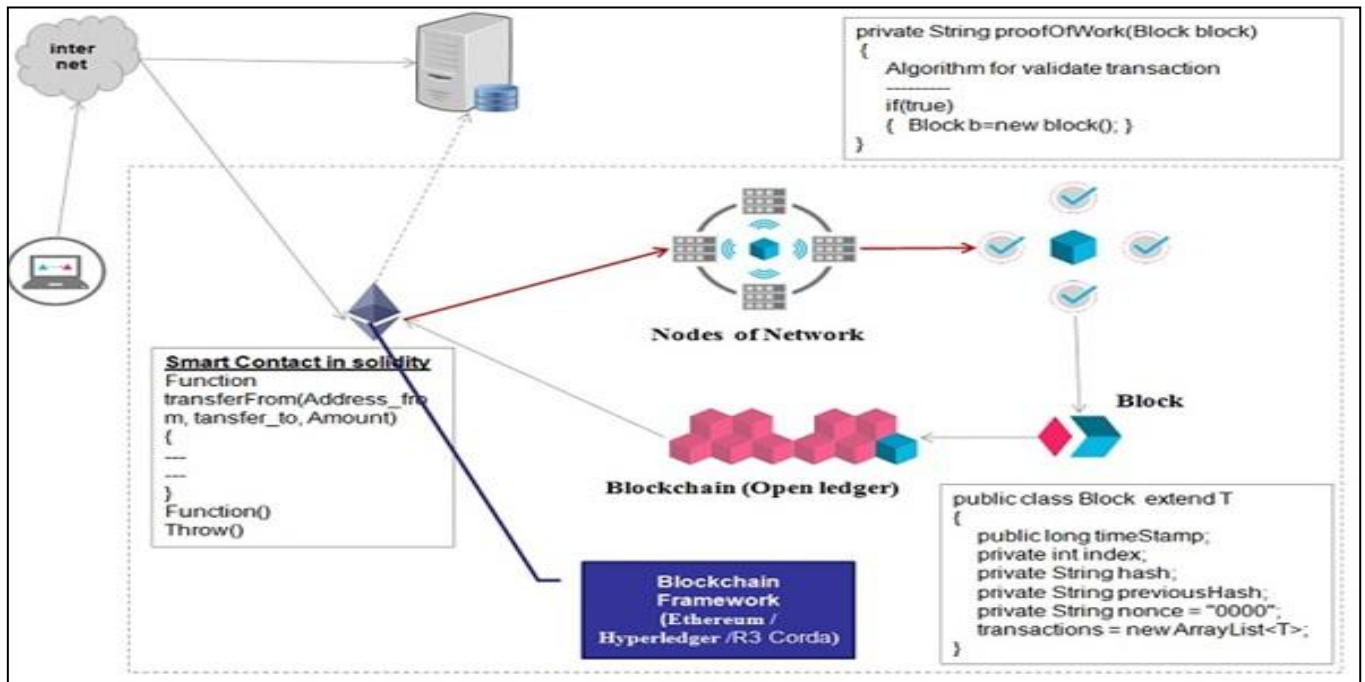 inter
net
private String proofOfWork(Block block)
{
Algorithm for validate transaction
---------
if(true)
{ Block b=new block(); }
}
Nodes of Network
Smart Contact in solidity
Function
transferFrom(Address_fro
m, tansfer_to, Amount)
{
---
---
}
Function()
Throw()
Block
Blockchain (Open ledger)
Blockchain
Framework
(Ethereum /
Hyperledger /R3 Corda)
public class Block extend T
{
public long timeStamp;
private int index;
private String hash;
private String previousHash;
private String nonce = "0000";
transactions = new ArrayList<T>;
}